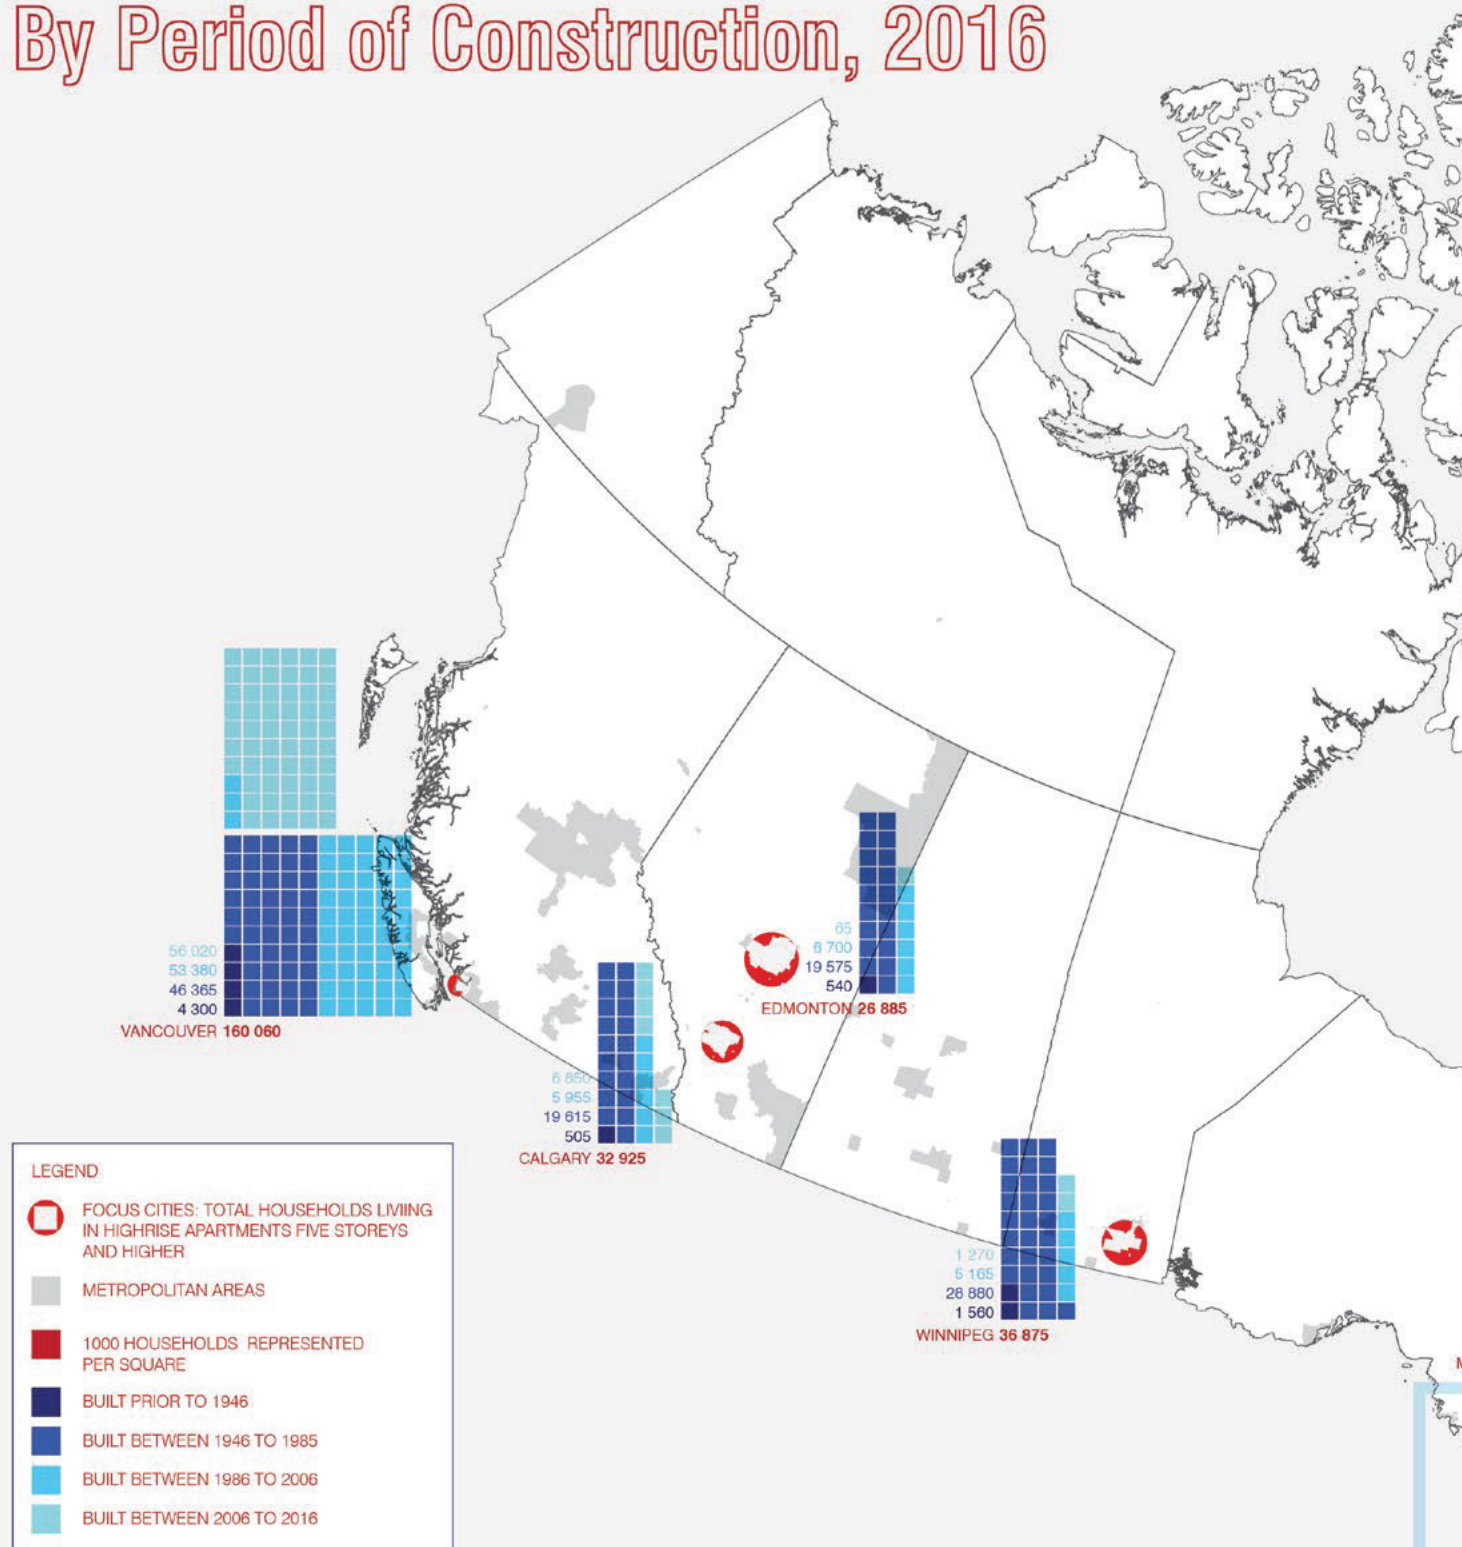 By Period of Construction, 2016
56 020
53 380
46 365
4 300
VANCOUVER 160 060
6 850
5 955
19 615
505
CALGARY 32 925
65
6 700
19 575
540
EDMONTON 26 885
1 270
5 165
28 880
1 560
WINNIPEG 36 875
LEGEND
FOCUS CITIES: TOTAL HOUSEHOLDS LIVIING
IN HIGHRISE APARTMENTS FIVE STOREYS
AND HIGHER
METROPOLITAN AREAS
1000 HOUSEHOLDS REPRESENTED
PER SQUARE
BUILT PRIOR TO 1946
BUILT BETWEEN 1946 TO 1985
BUILT BETWEEN 1986 TO 2006
BUILT BETWEEN 2006 TO 2016